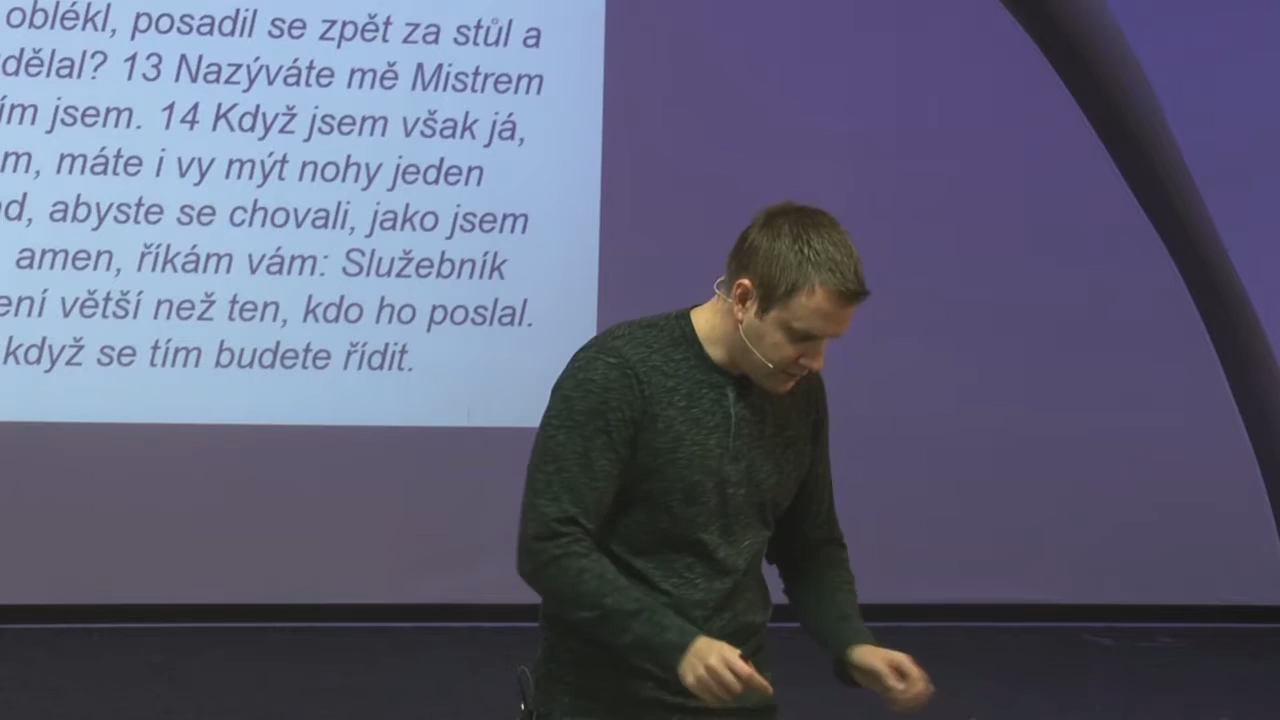 oblékl, posadil se zpět za stůl a
dělal? 13 Nazýváte mě Mistrem
ím jsem. 14 Když jsem však já,
m, máte i vy mýt nohy jeden
d, abyste se chovali, jako jsem
amen, říkám vám: Služebník
ení větší než ten, kdo ho poslal.
když se tím budete řídit.